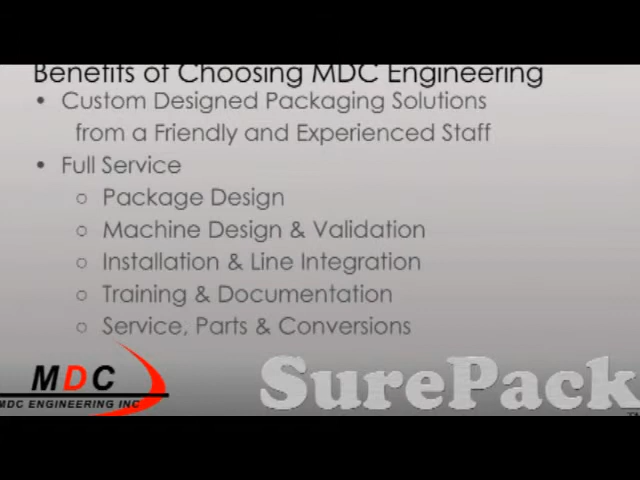 Benefits of Choosing MDC Engineering
• Custom Designed Packaging Solutions
from a Friendly and Experienced Staff
• Full Service
○ Package Design
○ Machine Design & Validation
○ Installation & Line Integration
○ Training & Documentation
○ Service, Parts & Conversions
MDC
MDC ENGINEERING INC
SurePack
TM